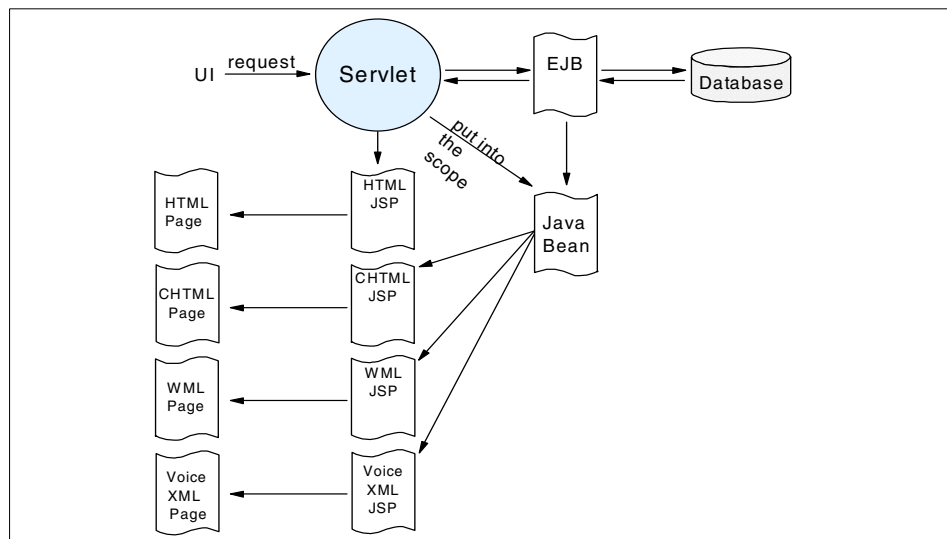 UI
request
Servlet
EJB
Database
put into
the
scope
HTML
Page
HTML
JSP
Java
Bean
CHTML
Page
CHTML
JSP
WML
Page
WML
JSP
Voice
XML
Page
Voice
XML
JSP